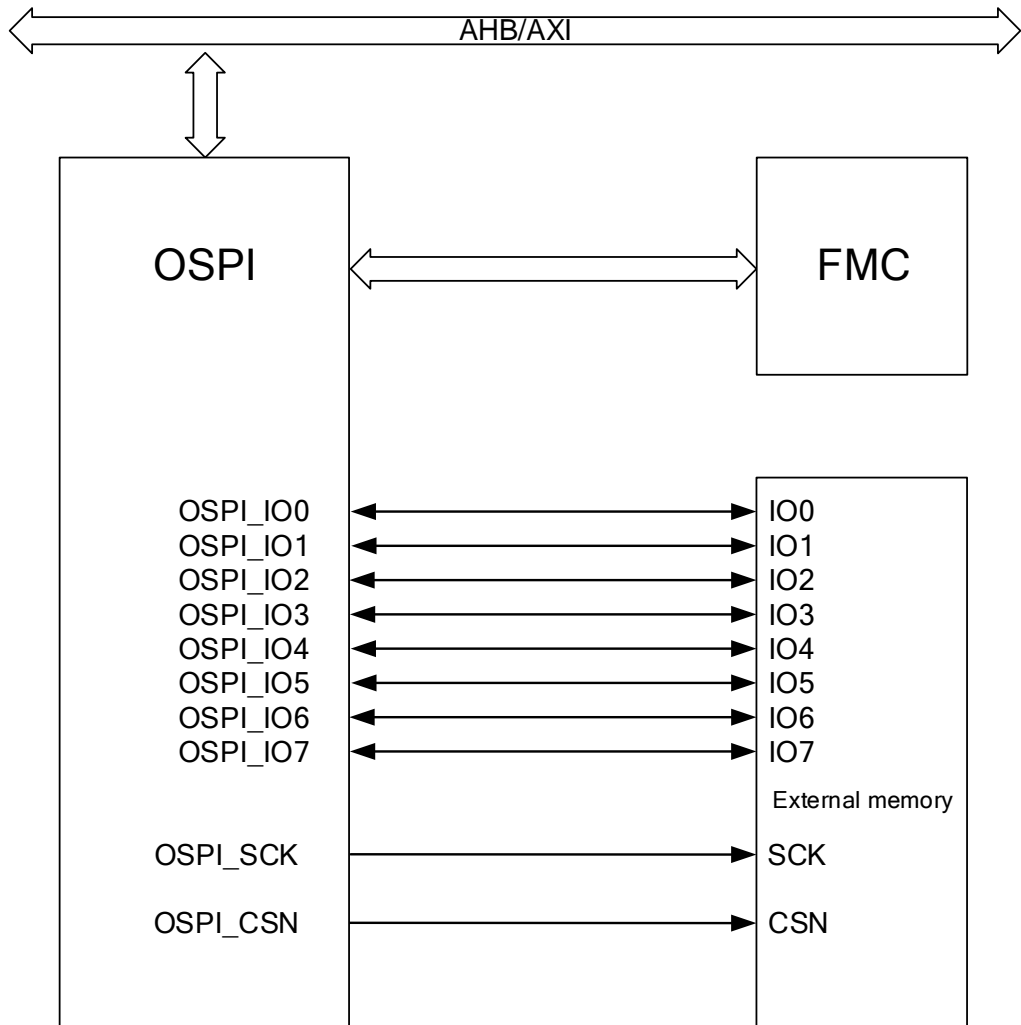 AHB/AXI
OSPI
FMC
OSPI_IO0
IO0
OSPI_IO1
IO1
OSPI_IO2
IO2
OSPI_IO3
IO3
OSPI_IO4
IO4
OSPI_IO5
IO5
OSPI_IO6
IO6
OSPI_IO7
IO7
External memory
OSPI_SCK
SCK
OSPI_CSN
CSN